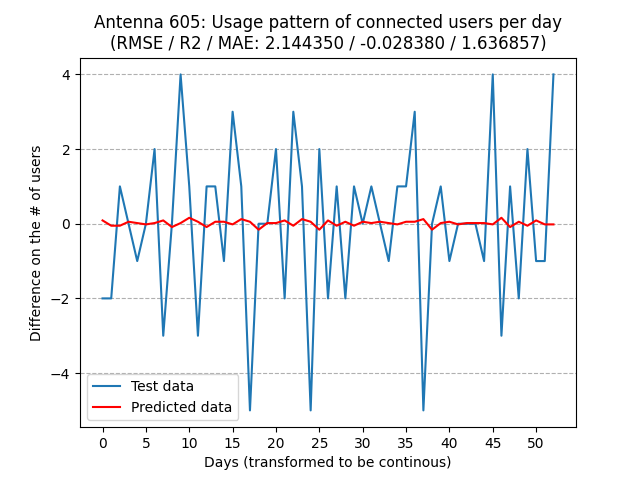 Antenna 605: Usage pattern of connected users per day
(RMSE / R2 / MAE: 2.144350 / -0.028380 / 1.636857)
Difference on the # of users
4
2
0
−2
−4
Test data
Predicted data
0 5 10 15 20 25 30 35 40 45 50
Days (transformed to be continous)